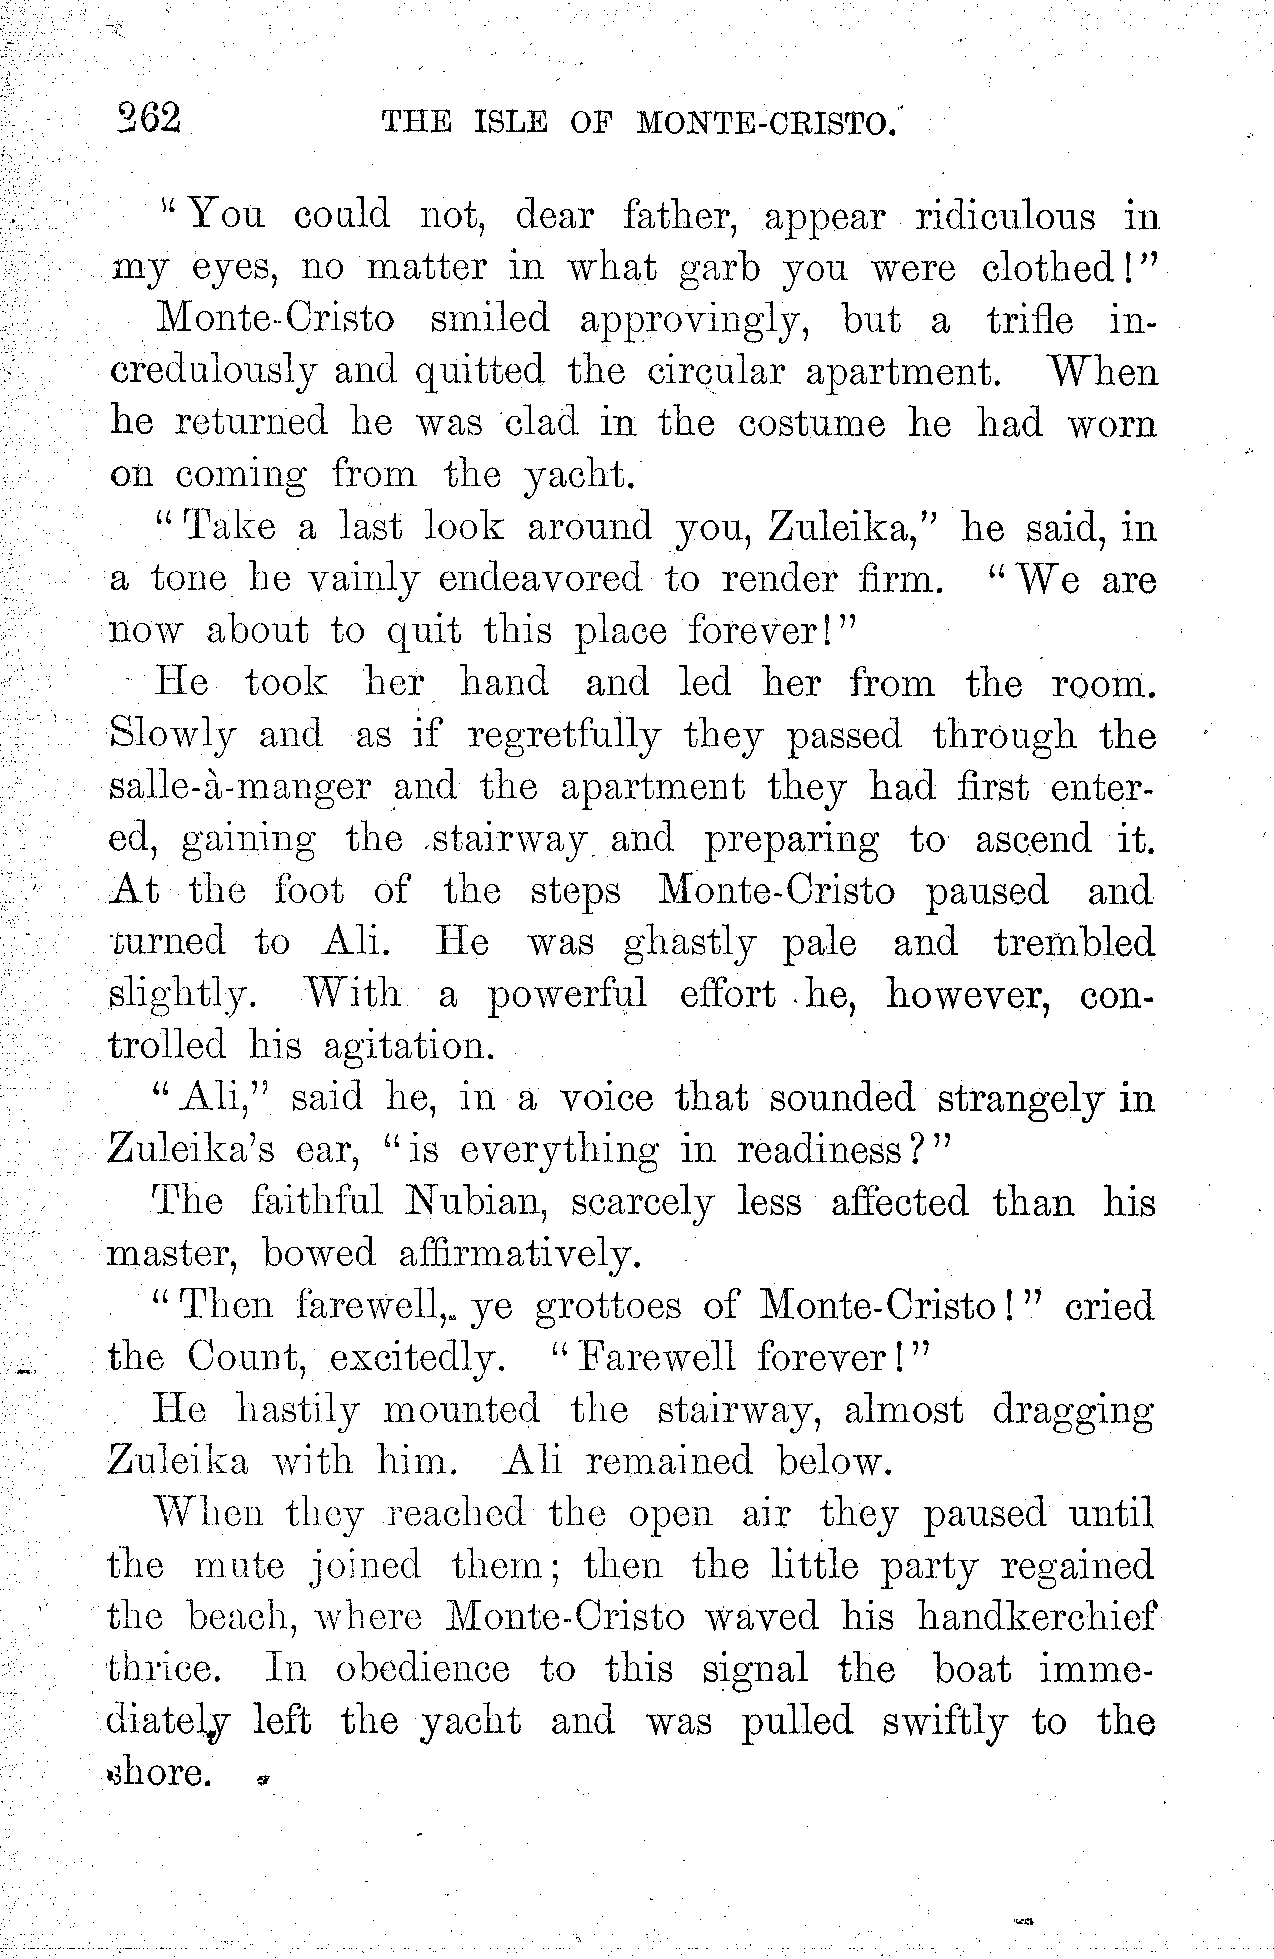 262 THE ISLE OF MONTE-CRISTO.
"You could not, dear father, appear ridiculous in
my eyes, no matter in what garb you were clothed!"
Monte-Cristo smiled approvingly, but a trifle in-
credulously and quitted the circular apartment. When
he returned he was clad in the costume he had worn
on coming from the yacht.
"Take a last look around you, Zuleika," he said, in
a tone he vainly endeavored to render firm. "We are
now about to quit this place forever!"
He took her hand and led her from the room.
Slowly and as if regretfully they passed through the
salle-à-manger and the apartment they had first enter-
ed, gaining the stairway and preparing to ascend it.
At the foot of the steps Monte-Cristo paused and
turned to Ali. He was ghastly pale and trembled
slightly. With a powerful effort he, however, con-
trolled his agitation.
"Ali," said he, in a voice that sounded strangely in
Zuleika's ear, "is everything in readiness?"
The faithful Nubian, scarcely less affected than his
master, bowed affirmatively.
"Then farewell, ye grottoes of Monte-Cristo!" cried
the Count, excitedly. "Farewell forever!"
He hastily mounted the stairway, almost dragging
Zuleika with him. Ali remained below.
When they reached the open air they paused until
the mute joined them; then the little party regained
the beach, where Monte-Cristo waved his handkerchief
thrice. In obedience to this signal the boat imme-
diately left the yacht and was pulled swiftly to the
shore.